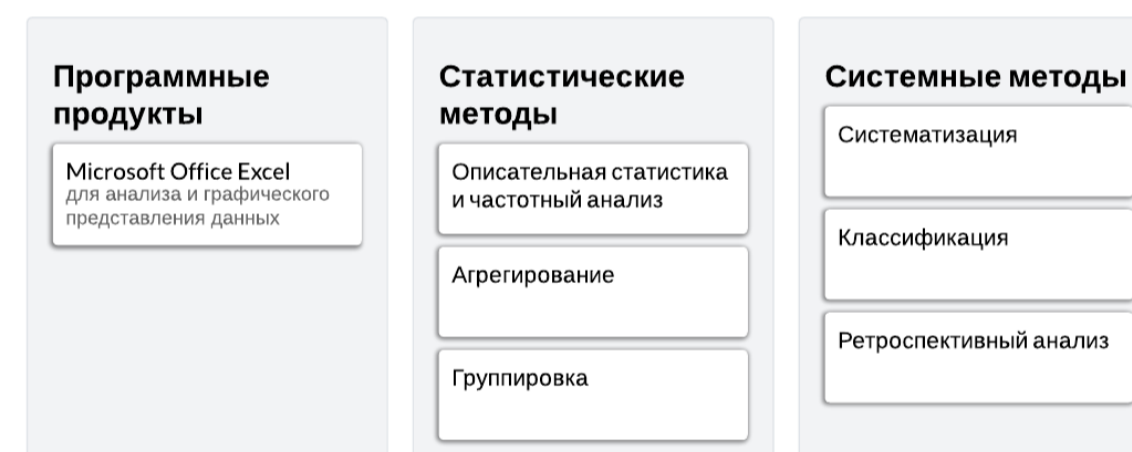 Программные
продукты
Microsoft Office Excel
для анализа и графического
представления данных
Статистические
методы
Описательная статистика
и частотный анализ
Агрегирование
Группировка
Системные методы
Систематизация
Классификация
Ретроспективный анализ